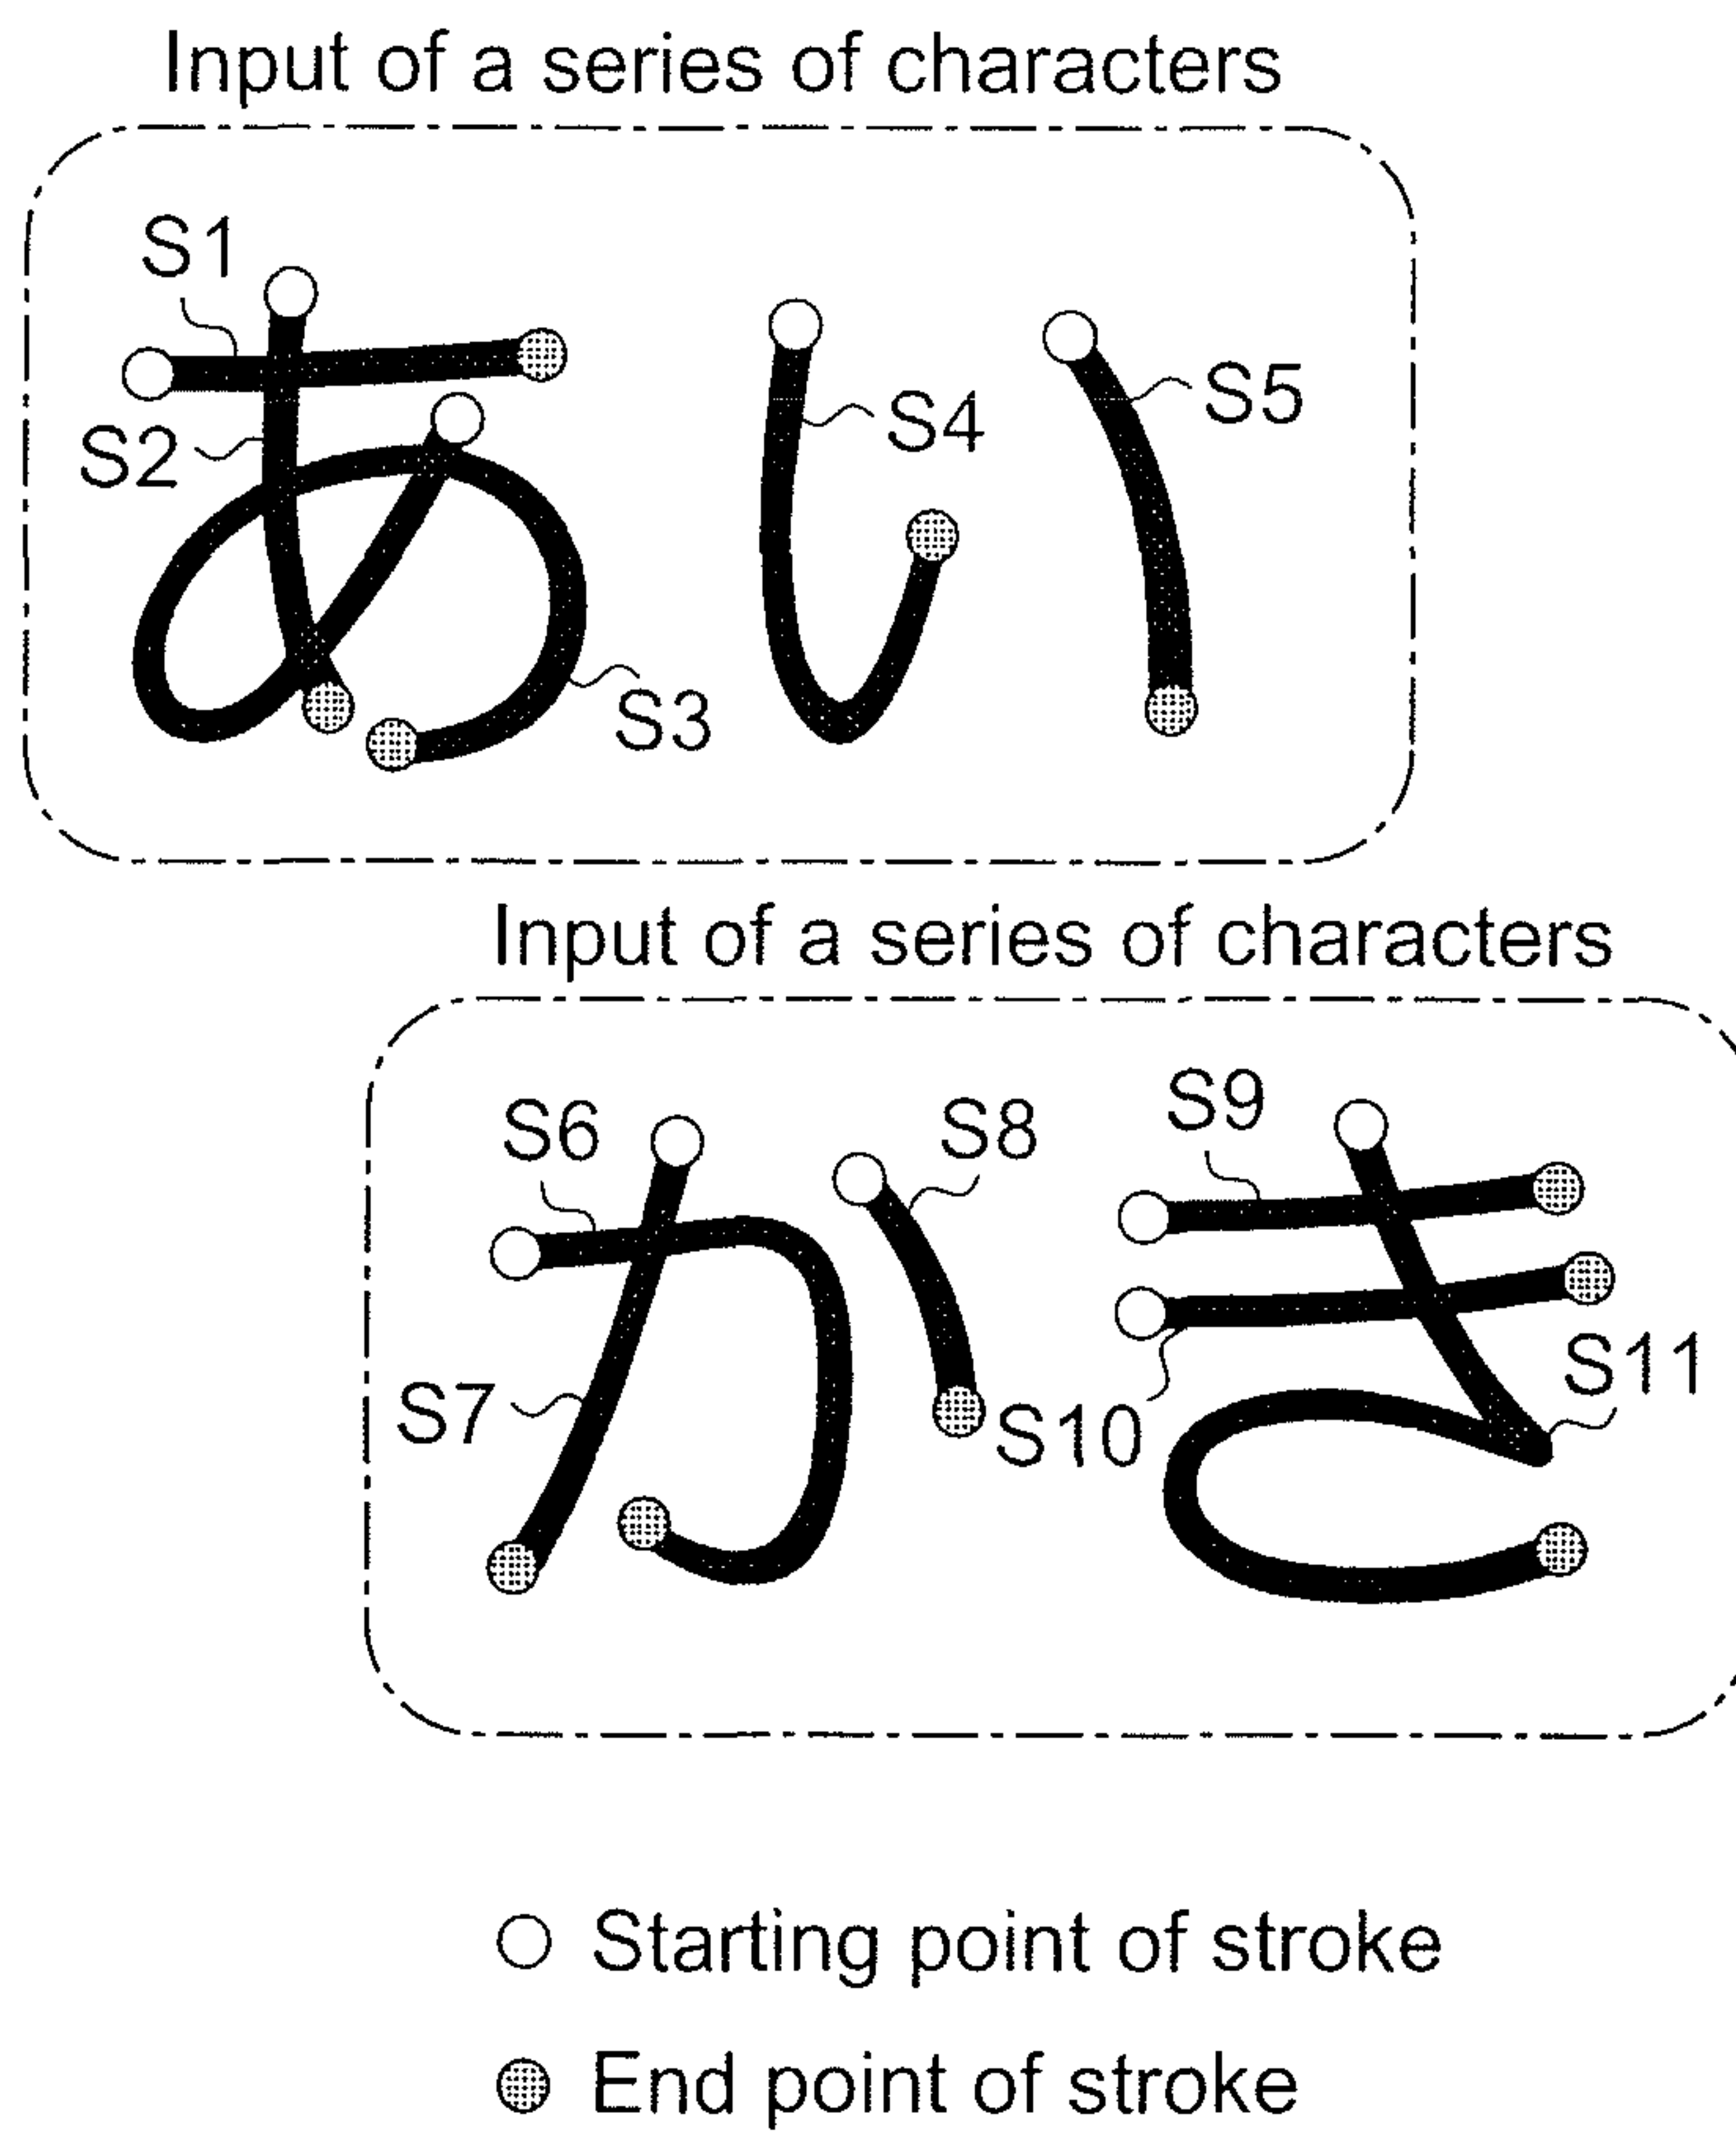 Input of a series of characters
S1
S2
S3
S4
S5
あい
Input of a series of characters
S6
S7
S8
S9
S10
S11
かき
Starting point of stroke
End point of stroke